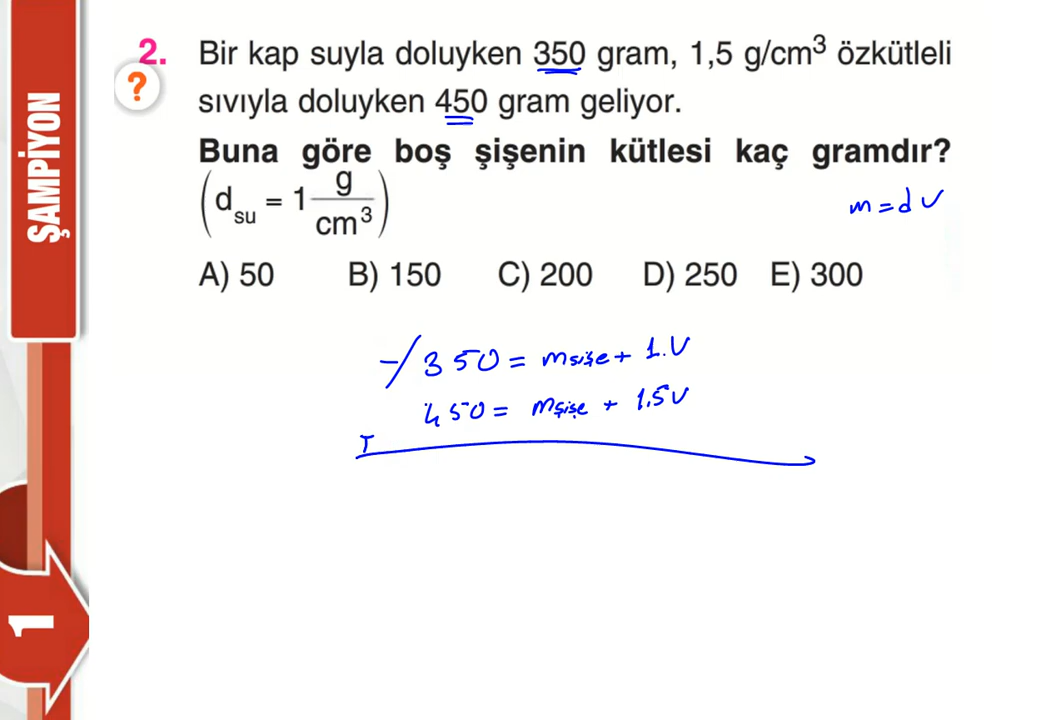 ŞAMPİYON
2. Bir kap suyla doluyken 350 gram, 1,5 g/cm³ özkütleli
?
sıvıyla doluyken 450 gram geliyor.
Buna göre boş şişenin kütlesi kaç gramdır?
(d su = 1 g/cm³)
m = d V
A) 50 B) 150 C) 200 D) 250 E) 300
-/ 350 = mşişe + 1.V
450 = mşişe + 1.5V
T
1